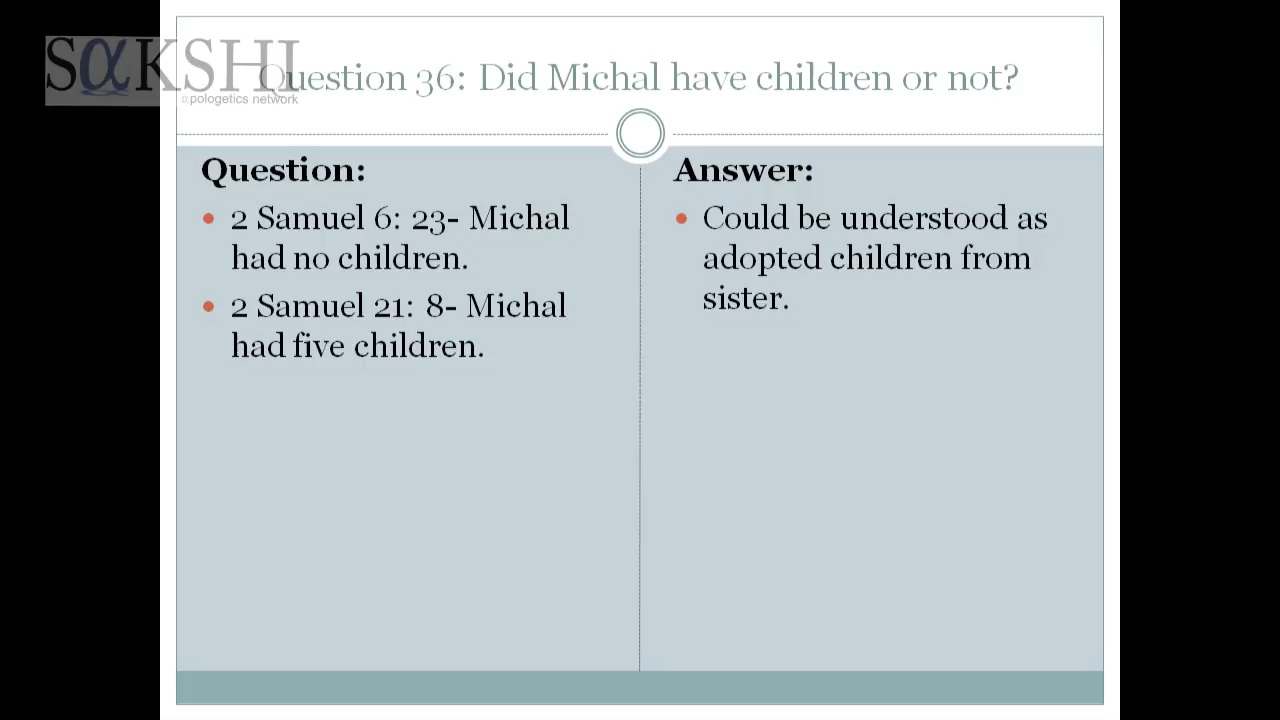 SαKSHI
αpologetics network
Question 36: Did Michal have children or not?
Question:
• 2 Samuel 6: 23- Michal
had no children.
• 2 Samuel 21: 8- Michal
had five children.
Answer:
• Could be understood as
adopted children from
sister.